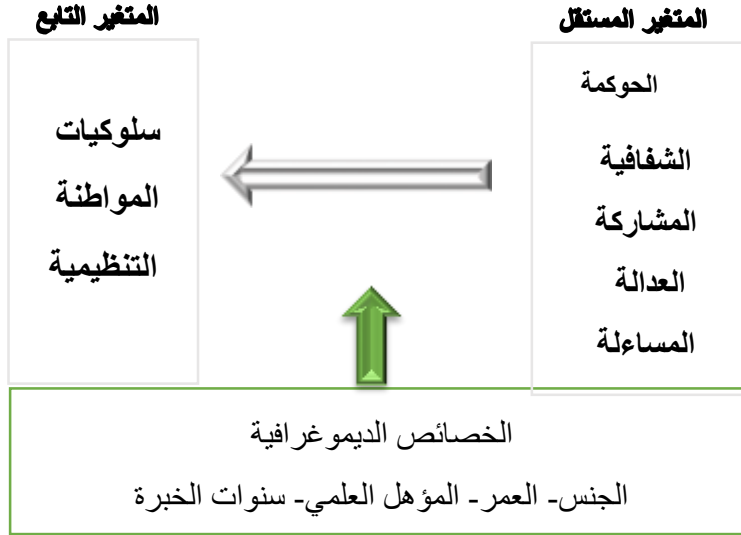 المتغير المستقل
الحوكمة
الشفافية
المشاركة
العدالة
المساءلة
المتغير التابع
سلوكيات
المواطنة
التنظيمية
الخصائص الديموغرافية
الجنس- العمر- المؤهل العلمي- سنوات الخبرة